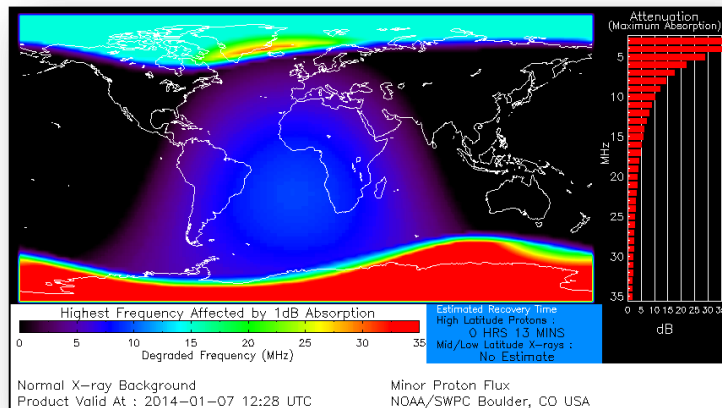 Attenuation
(Maximum Absorption)
5
10
15
20
25
30
35
MHz
0 5 10 15 20 25 30
dB
Highest Frequency Affected by 1dB Absorption
0 5 10 15 20 25 30 35
Degraded Frequency (MHz)
Estimated Recovery Time
High Latitude Protons :
0 HRS 13 MINS
Mid/Low Latitude X-rays :
No Estimate
Normal X-ray Background
Product Valid At : 2014-01-07 12:28 UTC
Minor Proton Flux
NOAA/SWPC Boulder, CO USA